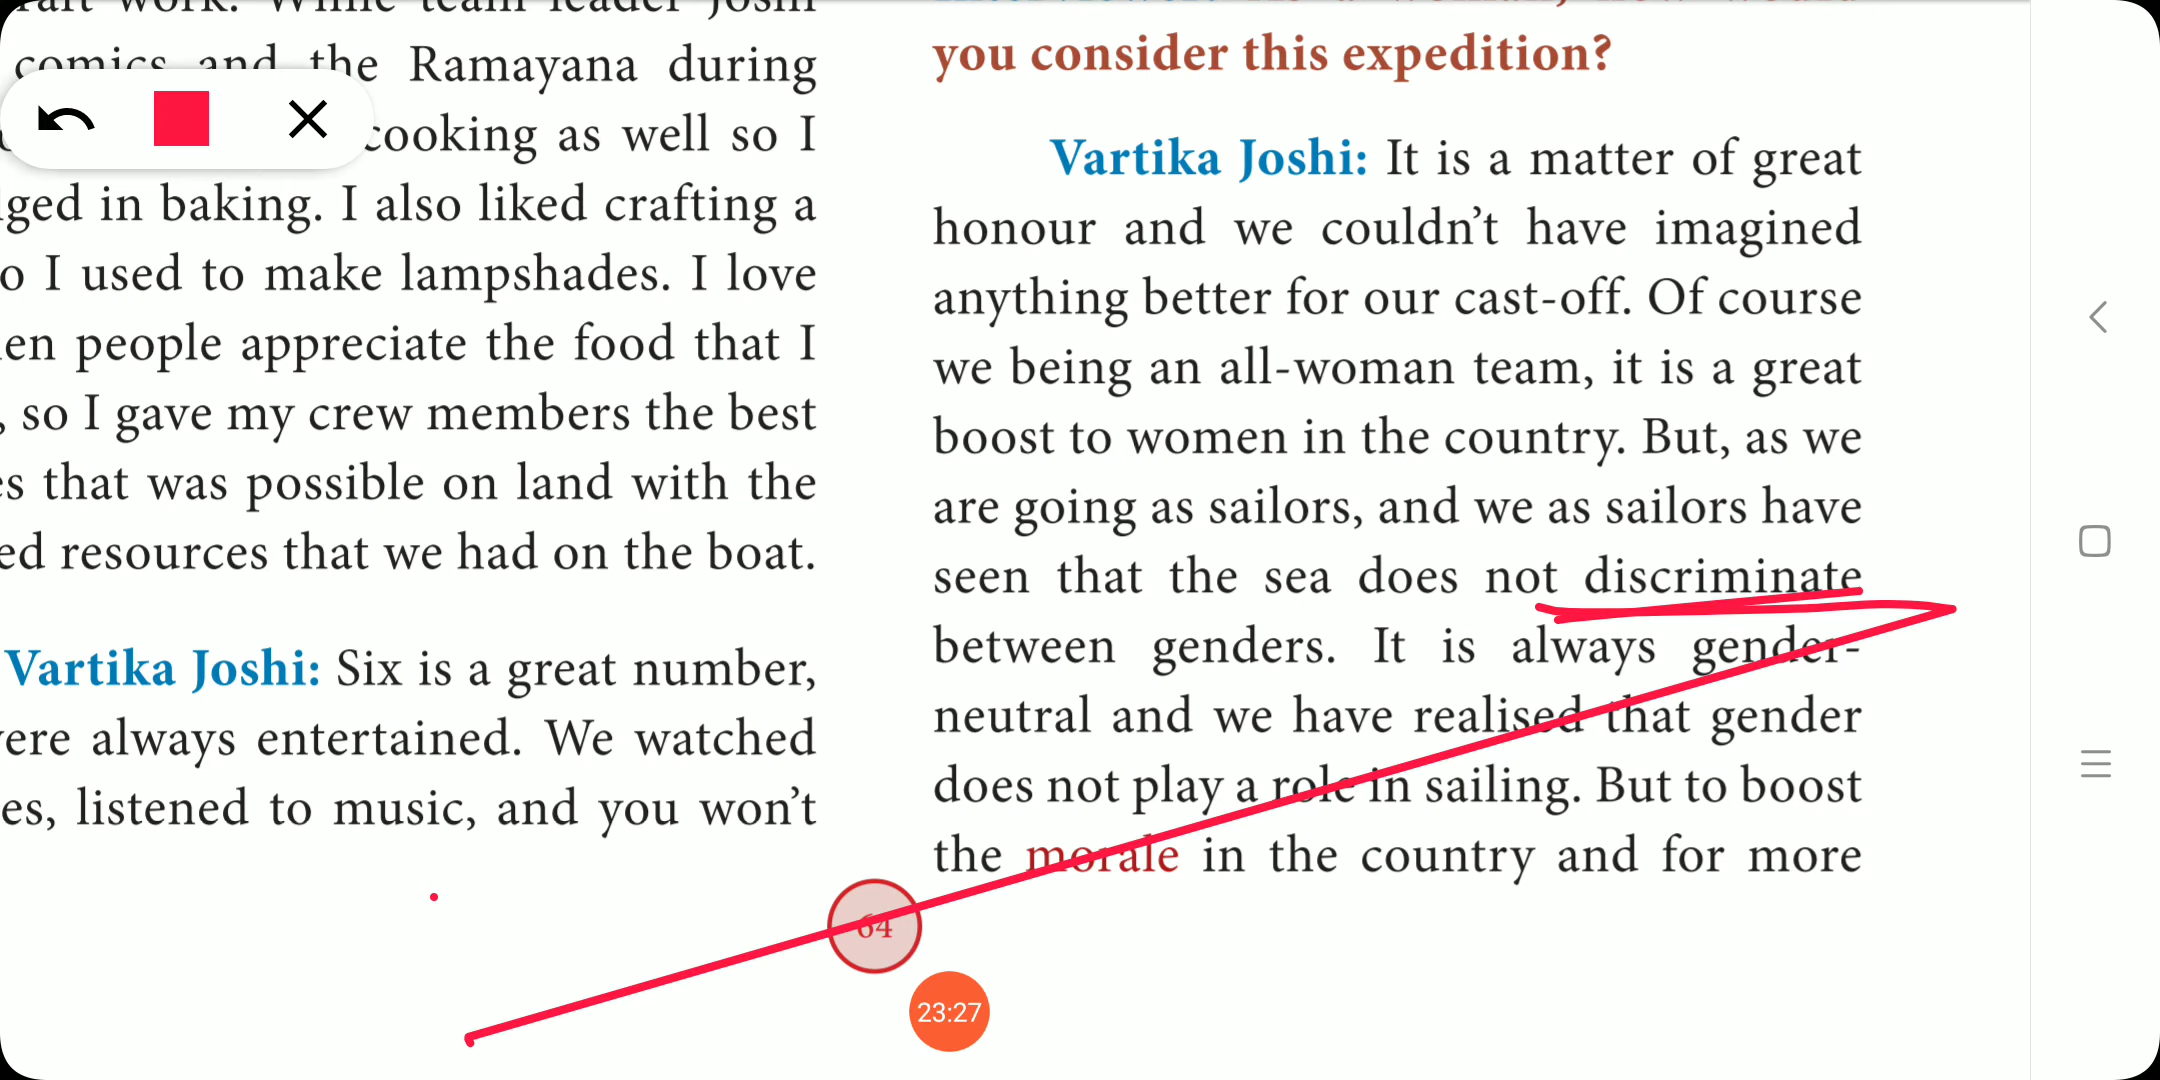 comics and the Ramayana during
cooking as well so I
ged in baking. I also liked crafting a
o I used to make lampshades. I love
en people appreciate the food that I
, so I gave my crew members the best
es that was possible on land with the
ed resources that we had on the boat.
Vartika Joshi: Six is a great number,
ere always entertained. We watched
es, listened to music, and you won't
you consider this expedition?
Vartika Joshi: It is a matter of great
honour and we couldn't have imagined
anything better for our cast-off. Of course
we being an all-woman team, it is a great
boost to women in the country. But, as we
are going as sailors, and we as sailors have
seen that the sea does not discriminate
between genders. It is always gender-
neutral and we have realised that gender
does not play a role in sailing. But to boost
the morale in the country and for more
64
23:27